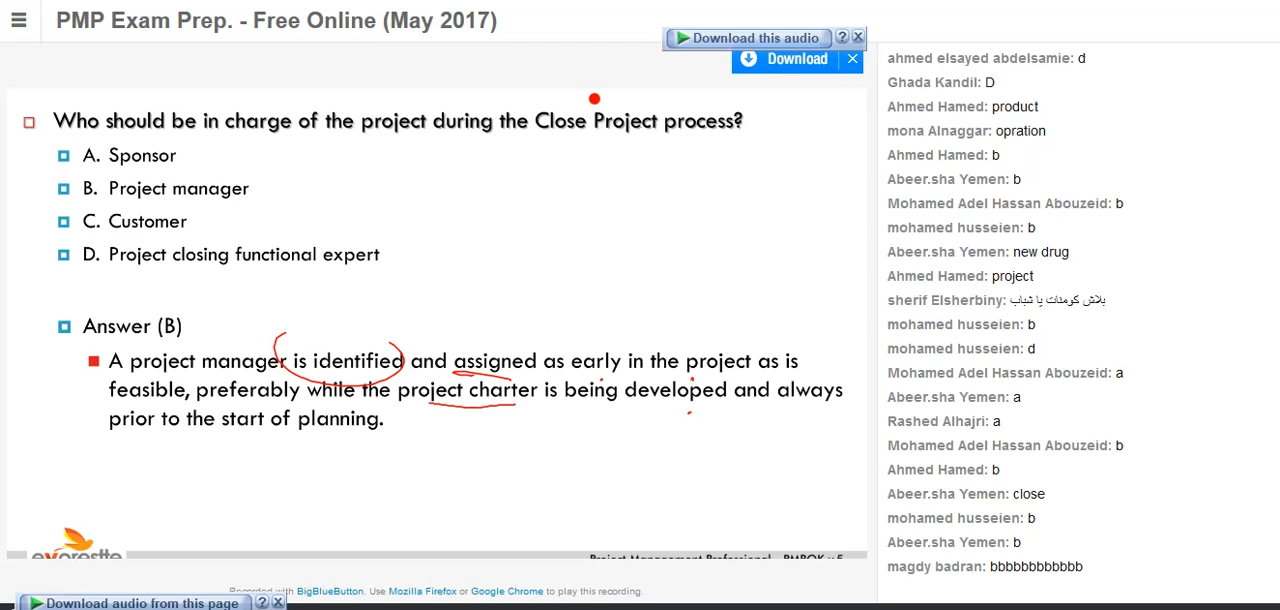 ☰ PMP Exam Prep. - Free Online (May 2017)
Download this audio ? X
Download ×
Who should be in charge of the project during the Close Project process?
A. Sponsor
B. Project manager
C. Customer
D. Project closing functional expert
Answer (B)
A project manager is identified and assigned as early in the project as is
feasible, preferably while the project charter is being developed and always
prior to the start of planning.
evorestte
Project Management Professional - PMBOK v.5
Recorded with BigBlueButton. Use Mozilla Firefox or Google Chrome to play this recording.
Download audio from this page ? X
ahmed elsayed abdelsamie: d
Ghada Kandil: D
Ahmed Hamed: product
mona Alnaggar: opration
Ahmed Hamed: b
Abeer.sha Yemen: b
Mohamed Adel Hassan Abouzeid: b
mohamed husseien: b
Abeer.sha Yemen: new drug
Ahmed Hamed: project
sherif Elsherbiny: بلاش كومنتات يا شباب
mohamed husseien: b
mohamed husseien: d
Mohamed Adel Hassan Abouzeid: a
Abeer.sha Yemen: a
Rashed Alhajri: a
Mohamed Adel Hassan Abouzeid: b
Ahmed Hamed: b
Abeer.sha Yemen: close
mohamed husseien: b
Abeer.sha Yemen: b
magdy badran: bbbbbbbbbbbb